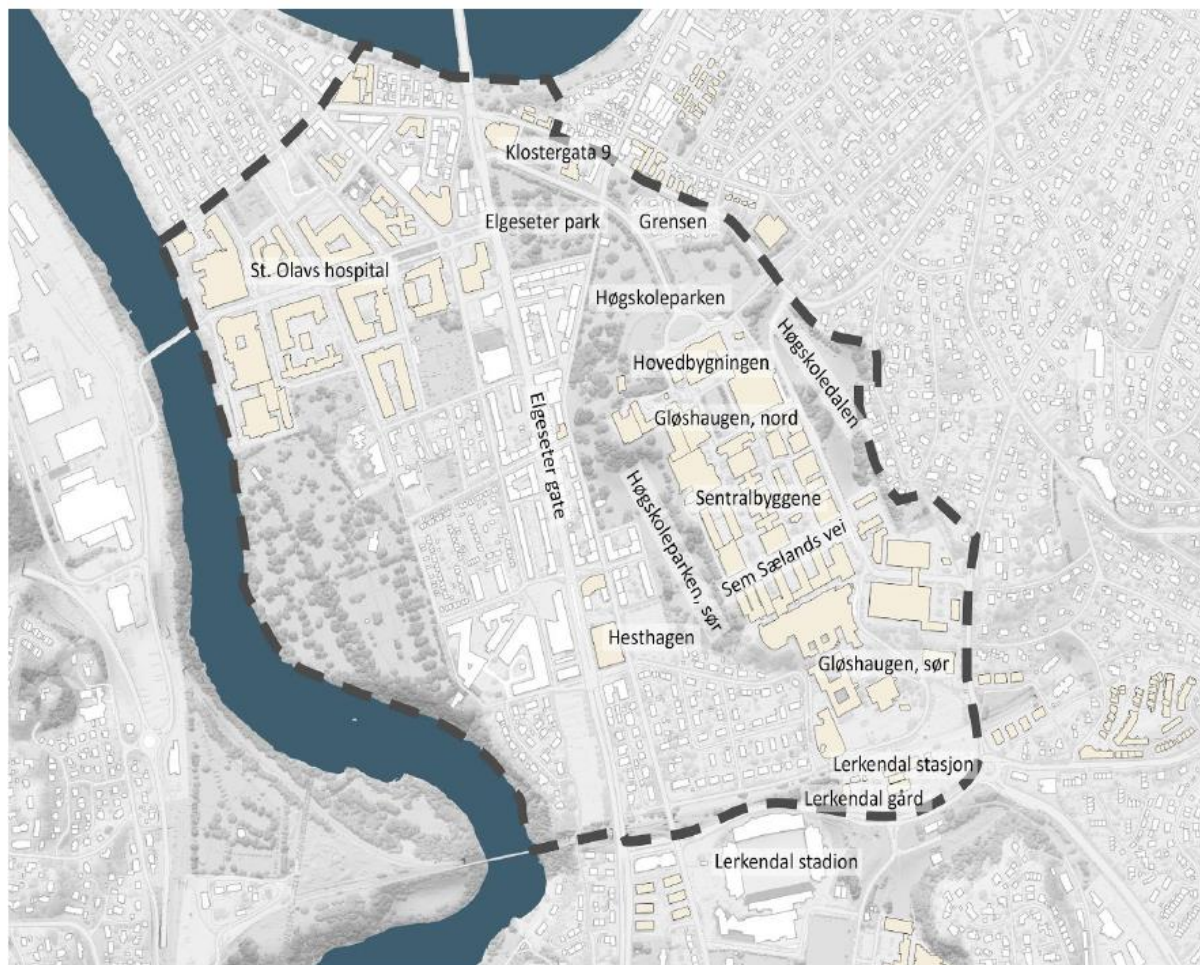 Klostergata 9
Elgeseter park
Grensen
St. Olavs hospital
Høgskoleparken
Høgskoledalen
Hovedbygningen
Elgeseter gate
Gløshaugen, nord
Høgskoleparken, sør
Sentralbyggene
Sem Sælands vei
Hesthagen
Gløshaugen, sør
Lerkendal stasjon
Lerkendal gård
Lerkendal stadion